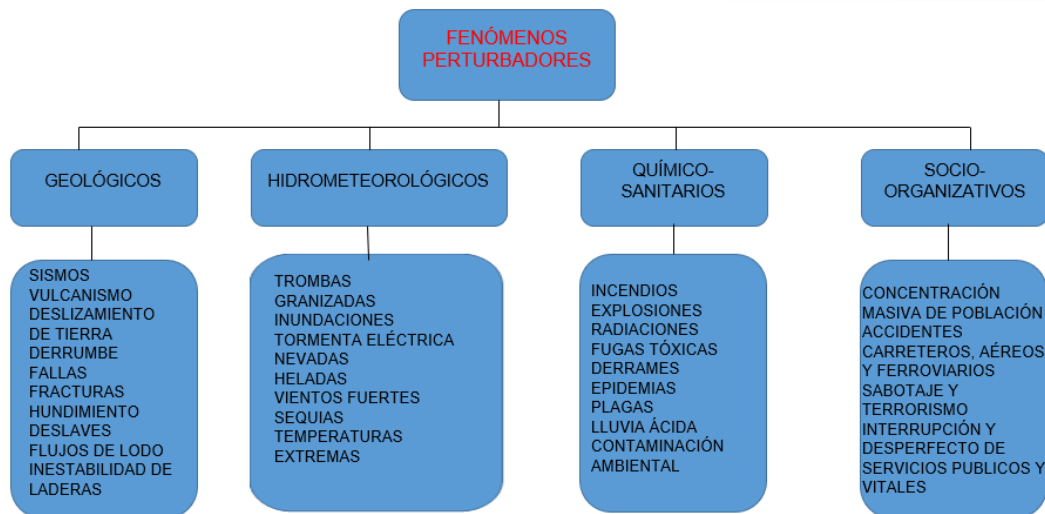 FENÓMENOS
PERTURBADORES
GEOLÓGICOS
HIDROMETEOROLÓGICOS
QUÍMICO-
SANITARIOS
SOCIO-
ORGANIZATIVOS
SISMOS
VULCANISMO
DESLIZAMIENTO
DE TIERRA
DERRUMBE
FALLAS
FRACTURAS
HUNDIMIENTO
DESLAVES
FLUJOS DE LODO
INESTABILIDAD DE
LADERAS
TROMBAS
GRANIZADAS
INUNDACIONES
TORMENTA ELÉCTRICA
NEVADAS
HELADAS
VIENTOS FUERTES
SEQUIAS
TEMPERATURAS
EXTREMAS
INCENDIOS
EXPLOSIONES
RADIACIONES
FUGAS TÓXICAS
DERRAMES
EPIDEMIAS
PLAGAS
LLUVIA ÁCIDA
CONTAMINACIÓN
AMBIENTAL
CONCENTRACIÓN
MASIVA DE POBLACIÓN
ACCIDENTES
CARRETEROS, AÉREOS
Y FERROVIARIOS
SABOTAJE Y
TERRORISMO
INTERRUPCIÓN Y
DESPERFECTO DE
SERVICIOS PUBLICOS Y
VITALES